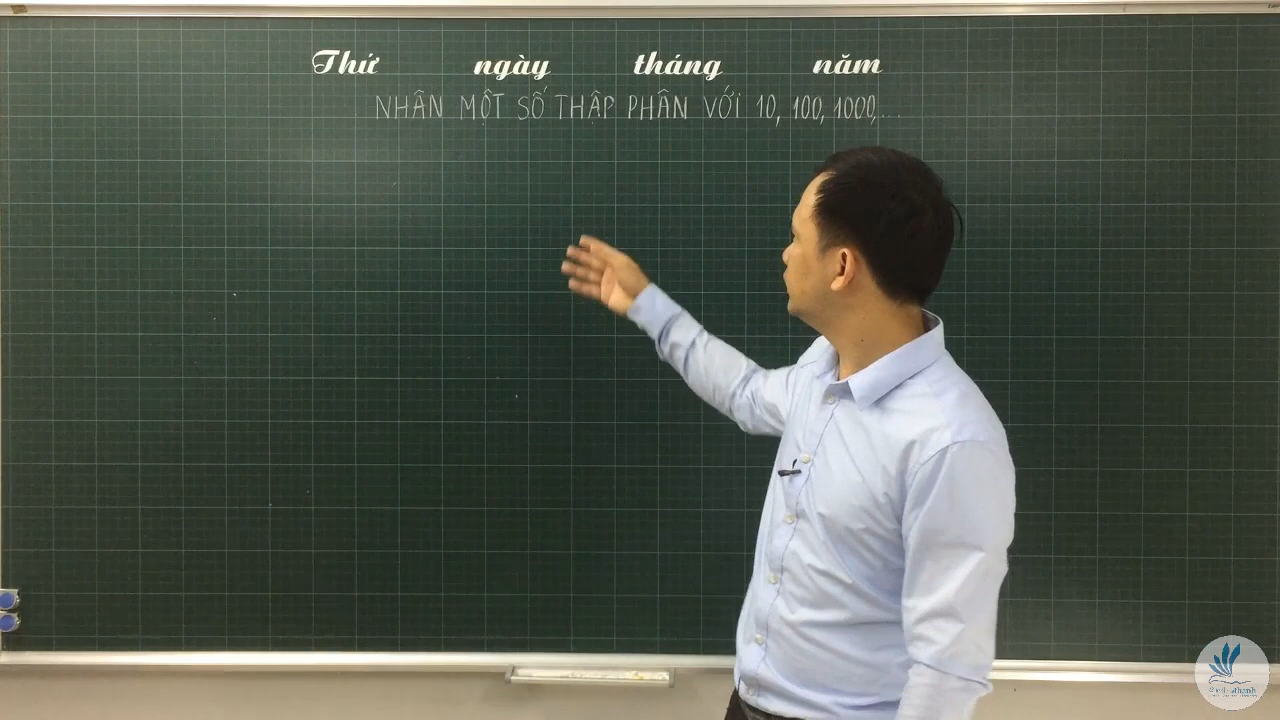 Thứ ngày tháng năm
NHÂN MỘT SỐ THẬP PHÂN VỚI 10, 100, 1000,...